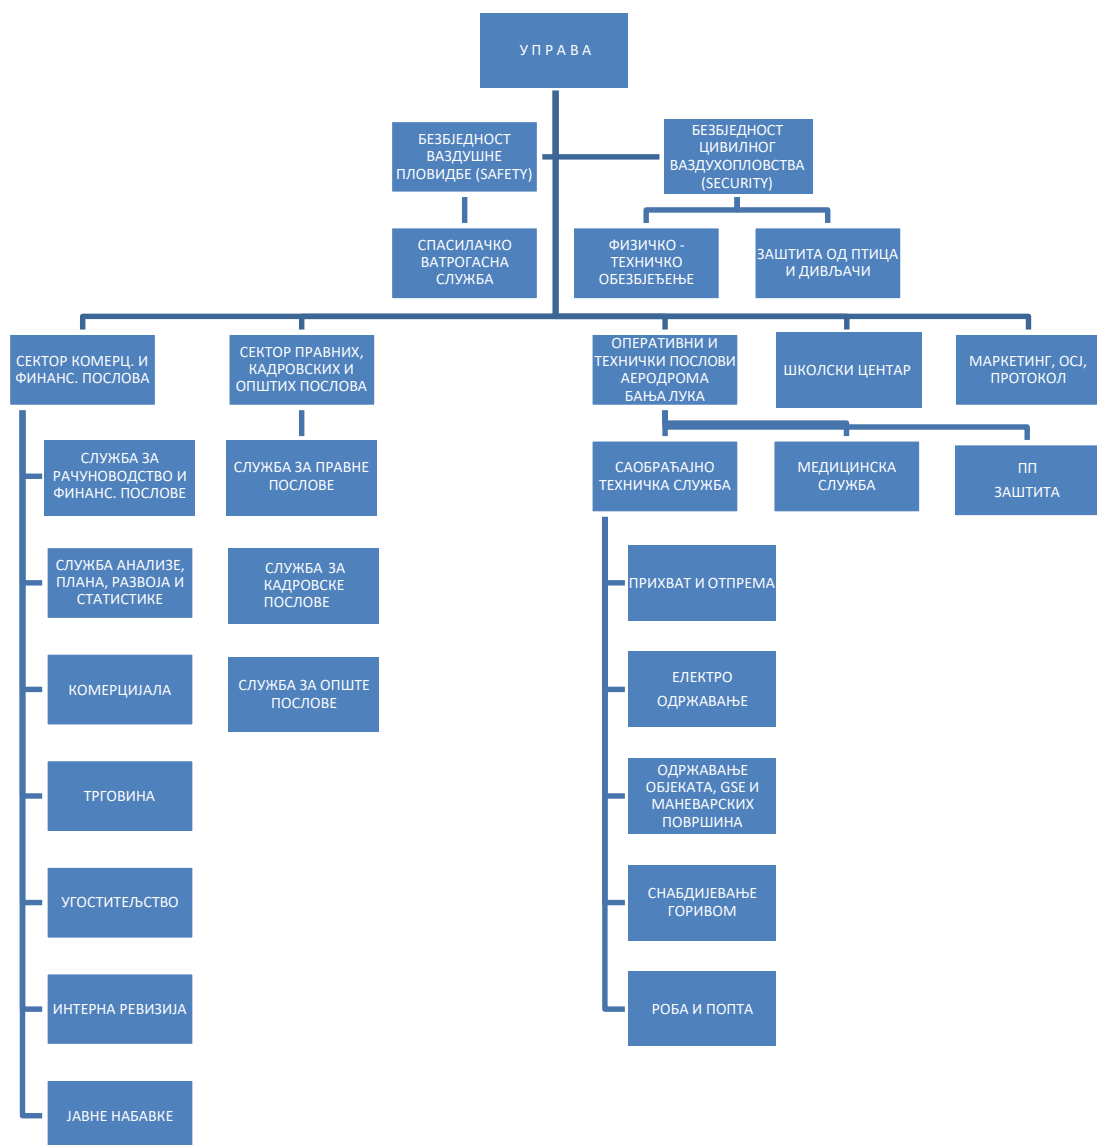 У П Р А В А
БЕЗБЈЕДНОСТ
ВАЗДУШНЕ
ПЛОВИДБЕ (SAFETY)
БЕЗБЈЕДНОСТ
ЦИВИЛНОГ
ВАЗДУХОПЛОВСТВА
(SECURITY)
СПАСИЛАЧКО
ВАТРОГАСНА
СЛУЖБА
ФИЗИЧКО -
ТЕХНИЧКО
ОБЕЗБЈЕЂЕЊЕ
ЗАШТИТА ОД ПТИЦА
И ДИВЉАЧИ
СЕКТОР КОМЕРЦ. И
ФИНАНС. ПОСЛОВА
СЕКТОР ПРАВНИХ,
КАДРОВСКИХ И
ОПШТИХ ПОСЛОВА
ОПЕРАТИВНИ И
ТЕХНИЧКИ ПОСЛОВИ
АЕРОДРОМА
БАЊА ЛУКА
ШКОЛСКИ ЦЕНТАР
МАРКЕТИНГ, ОСЈ,
ПРОТОКОЛ
СЛУЖБА ЗА
РАЧУНОВОДСТВО И
ФИНАНС. ПОСЛОВЕ
СЛУЖБА ЗА ПРАВНЕ
ПОСЛОВЕ
САОБРАЋАЈНО
ТЕХНИЧКА СЛУЖБА
МЕДИЦИНСКА
СЛУЖБА
ПП
ЗАШТИТА
СЛУЖБА АНАЛИЗЕ,
ПЛАНА, РАЗВОЈА И
СТАТИСТИКЕ
СЛУЖБА ЗА
КАДРОВСКЕ
ПОСЛОВЕ
ПРИХВАТ И ОТПРЕМА
КОМЕРЦИЈАЛА
СЛУЖБА ЗА ОПШТЕ
ПОСЛОВЕ
ЕЛЕКТРО
ОДРЖАВАЊЕ
ТРГОВИНА
ОДРЖАВАЊЕ
ОБЈЕКАТА, GSE И
МАНЕВАРСКИХ
ПОВРШИНА
УГОСТИТЕЉСТВО
СНАБДИЈЕВАЊЕ
ГОРИВОМ
ИНТЕРНА РЕВИЗИЈА
РОБА И ПОПТА
ЈАВНЕ НАБАВКЕ